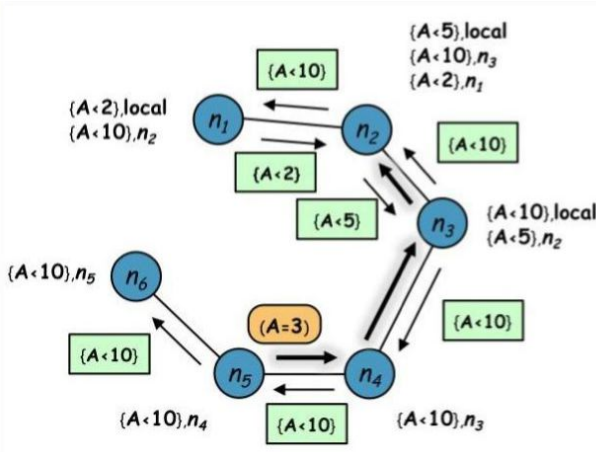 {A<5},local
{A<10},n3
{A<2},n1
{A<10}
{A<2},local
{A<10},n2
n1
n2
{A<10}
{A<2}
{A<5}
n3
{A<10},local
{A<5},n2
{A<10},n5
n6
(A=3)
{A<10}
{A<10}
n5
n4
{A<10},n4
{A<10}
{A<10},n3